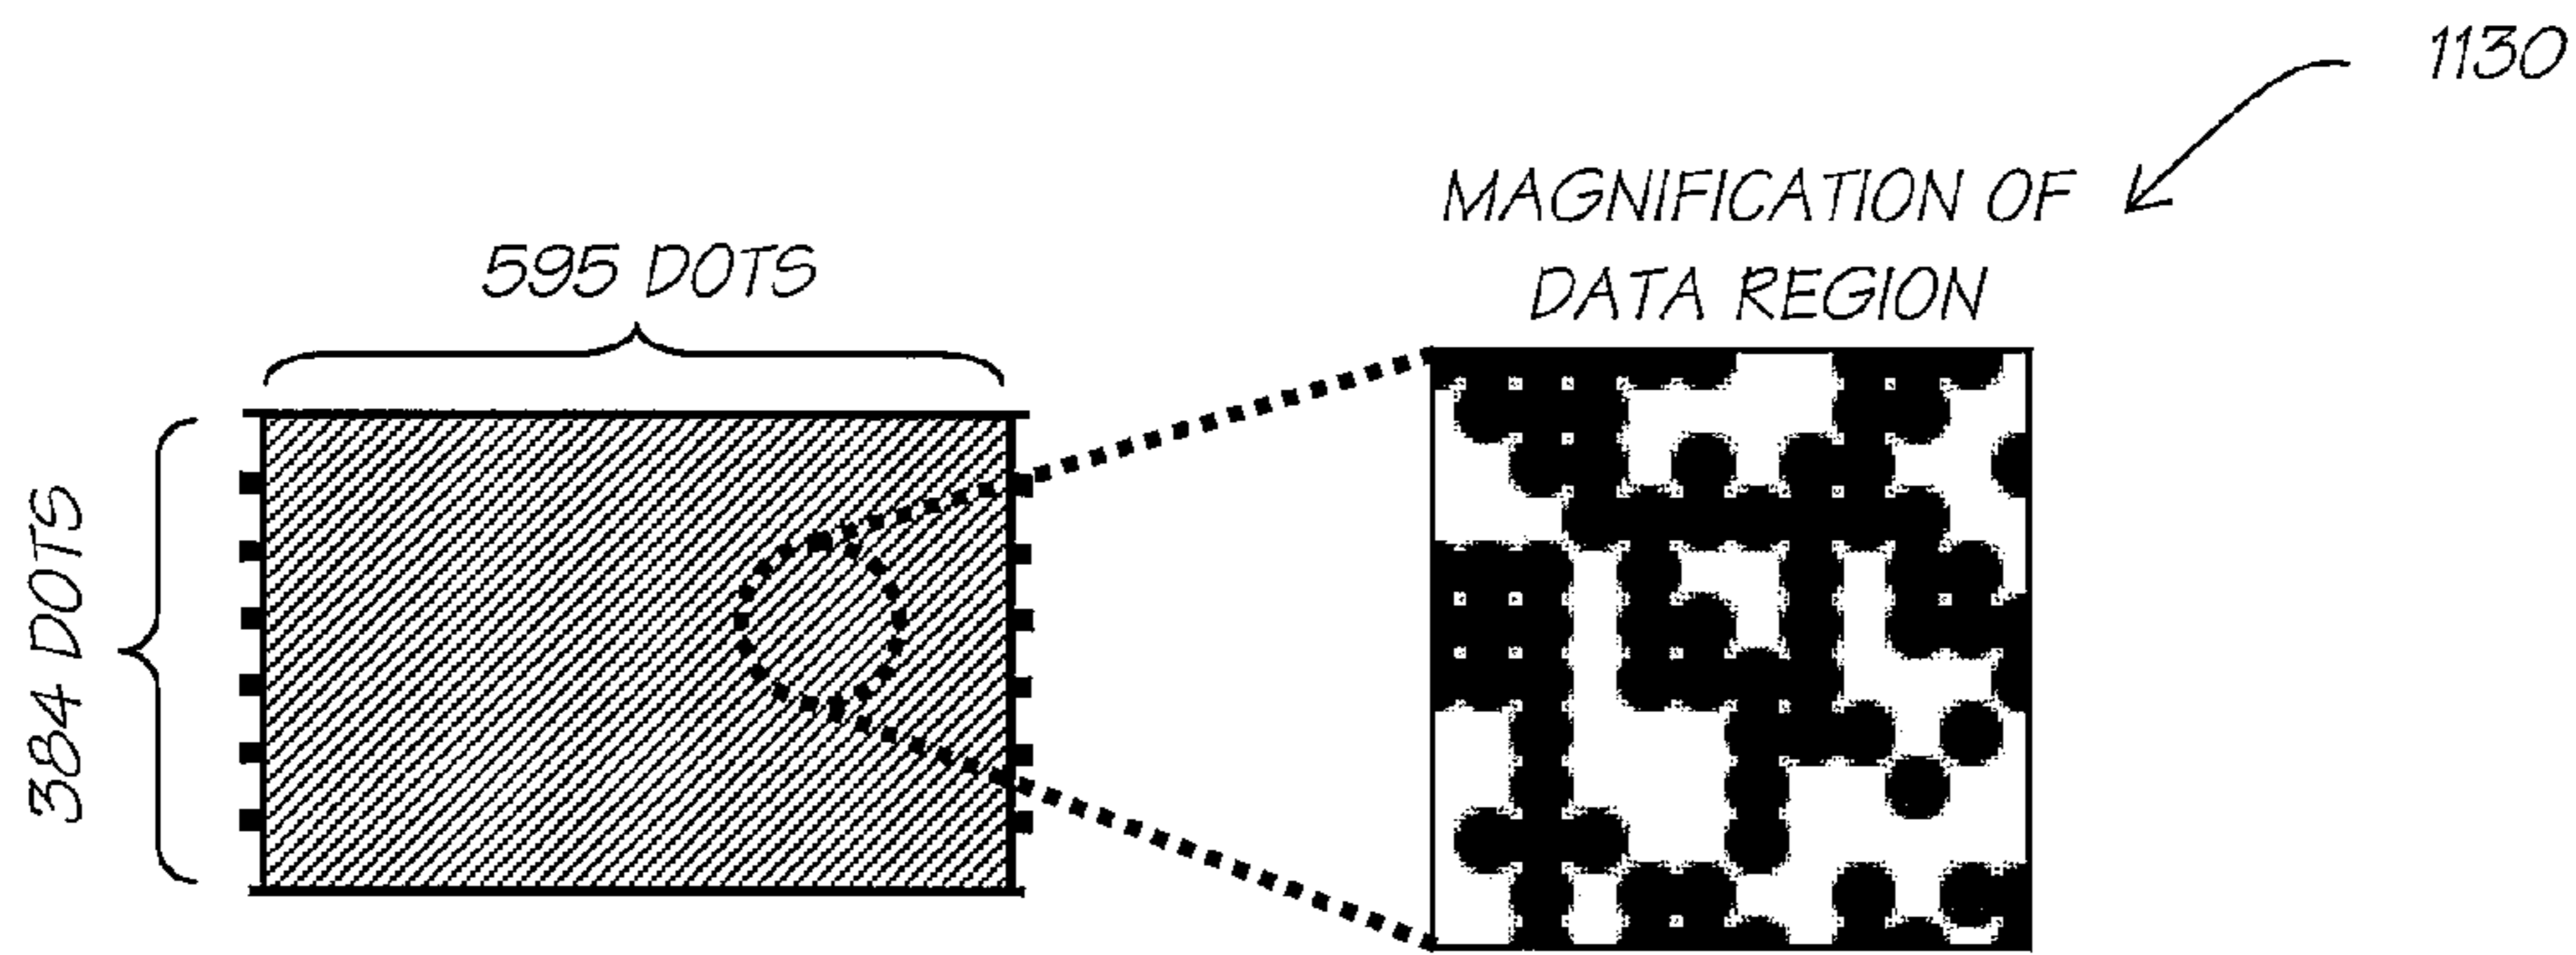 1130
MAGNIFICATION OF
DATA REGION
595 DOTS
384 DOTS